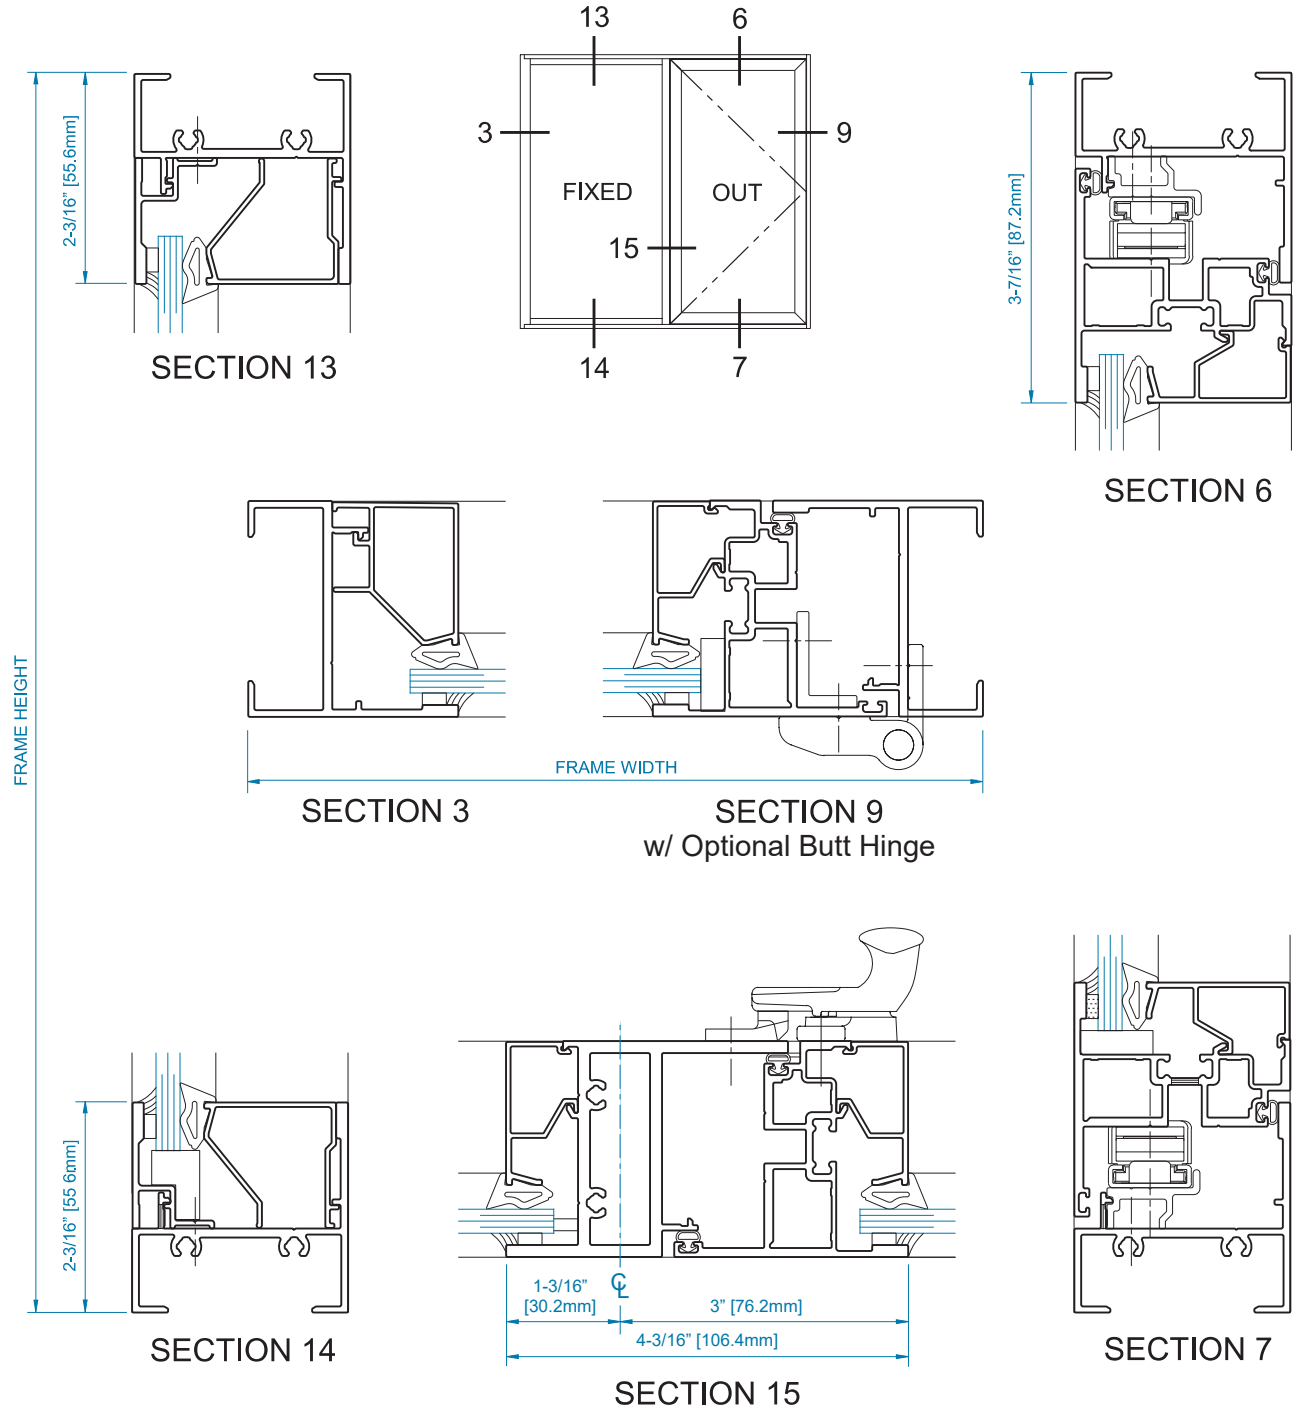 13
6
3
9
FIXED
OUT
15
14
7
2-3/16” [55.6mm]
SECTION 13
3-7/16” [87.2mm]
SECTION 6
FRAME HEIGHT
FRAME WIDTH
SECTION 3
SECTION 9
w/ Optional Butt Hinge
2-3/16” [55 6mm]
SECTION 14
1-3/16”
[30.2mm]
CL
3” [76.2mm]
4-3/16” [106.4mm]
SECTION 15
SECTION 7